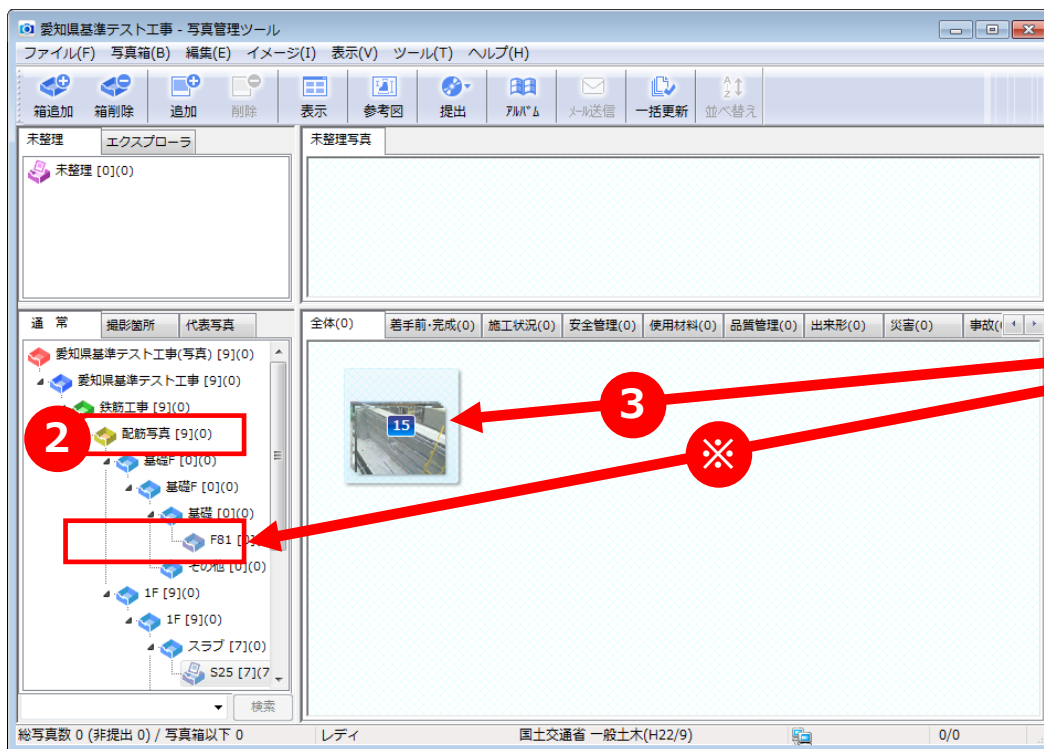 愛知県基準テスト工事 - 写真管理ツール
ファイル(F) 写真箱(B) 編集(E) イメージ(I) 表示(V) ツール(T) ヘルプ(H)
箱追加 箱削除 追加 削除 表示 参考図 提出 ｱﾙﾊﾞﾑ ﾒｰﾙ送信 一括更新 並べ替え
未整理 エクスプローラ
未整理 [0](0)
未整理写真
通 常 撮影箇所 代表写真
愛知県基準テスト工事(写真) [9](0)
愛知県基準テスト工事 [9](0)
鉄筋工事 [9](0)
2
配筋写真 [9](0)
基礎F [0](0)
基礎F [0](0)
基礎 [0](0)
F81
その他 [0](0)
1F [9](0)
1F [9](0)
スラブ [7](0)
S25 [7](7
検索
全体(0) 着手前・完成(0) 施工状況(0) 安全管理(0) 使用材料(0) 品質管理(0) 出来形(0) 災害(0) 事故(
15
3
※
総写真数 0 (非提出 0) / 写真箱以下 0 レディ 国土交通省 一般土木(H22/9) 0/0